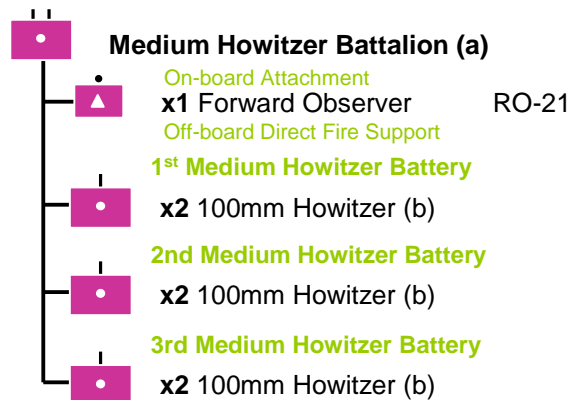 Medium Howitzer Battalion (a)
On-board Attachment
x1 Forward Observer RO-21
Off-board Direct Fire Support
1st Medium Howitzer Battery
x2 100mm Howitzer (b)
2nd Medium Howitzer Battery
x2 100mm Howitzer (b)
3rd Medium Howitzer Battery
x2 100mm Howitzer (b)